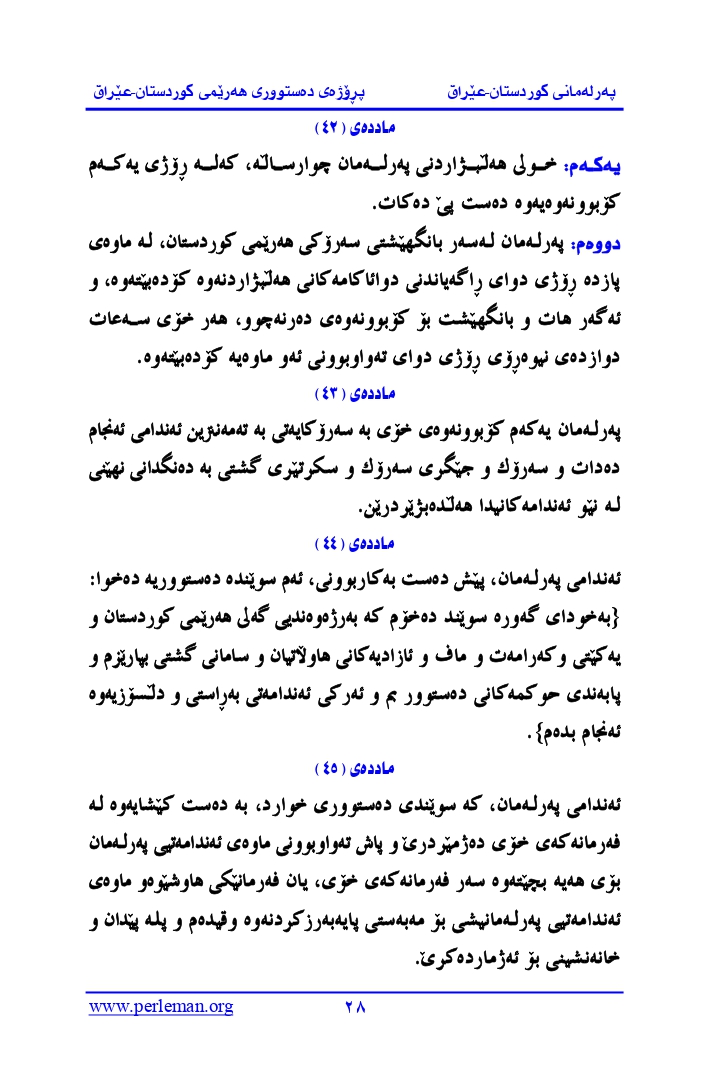 پەرلەمانی کوردستان-عێراق پڕۆژەی دەستووری هەرێمی کوردستان-عێراق
ماددەی (٤٢)
یەکەم: خولی هەڵبژاردنی پەرلەمان چوارساڵە، کەلە ڕۆژی یەکەم
کۆبوونەوەیەوە دەست پێ دەکات.
دووەم: پەرلەمان لەسەر بانگهێشتی سەرۆکی هەرێمی کوردستان، لە ماوەی
پازدە ڕۆژی دوای ڕاگەیاندنی دوائاکامەکانی هەڵبژاردنەوە کۆدەبێتەوە، و
ئەگەر هات و بانگهێشت بۆ کۆبوونەوەی دەرنەچوو، هەر خۆی سەعات
دوازدەی نیوەڕۆی ڕۆژی دوای تەواوبوونی ئەو ماوەیە کۆدەبێتەوە.
ماددەی (٤٣)
پەرلەمان یەکەم کۆبوونەوەی خۆی بە سەرۆکایەتی بە تەمەنترین ئەندامی ئەنجام
دەدات و سەرۆك و جێگری سەرۆك و سکرتێری گشتی بە دەنگدانی نهێنی
لە نێو ئەندامەکانیدا هەڵدەبژێردرێن.
ماددەی (٤٤)
ئەندامی پەرلەمان، پێش دەست بەکاربوونی، ئەم سوێندە دەستووریە دەخوا:
{بەخودای گەورە سوێند دەخۆم کە بەرژەوەندیی گەلی هەرێمی کوردستان و
یەکێتی وکەرامەت و ماف و ئازادیەکانی هاوڵاتیان و سامانی گشتی بپارێزم و
پابەندی حوکمەکانی دەستوور بم و ئەرکی ئەندامەتی بەڕاستی و دڵسۆزیەوە
ئەنجام بدەم}.
ماددەی (٤٥)
ئەندامی پەرلەمان، کە سوێندی دەستووری خوارد، بە دەست کێشایەوە لە
فەرمانەکەی خۆی دەژمێردرێ و پاش تەواوبوونی ماوەی ئەندامەتیی پەرلەمان
بۆی هەیە بچێتەوە سەر فەرمانەکەی خۆی، یان فەرمانێکی هاوشێوەو ماوەی
ئەندامەتیی پەرلەمانیشی بۆ مەبەستی پایەبەرزکردنەوە وقیدەم و پلە پێدان و
خانەنشینی بۆ ئەژماردەکرێ.
www.perleman.org ٢٨